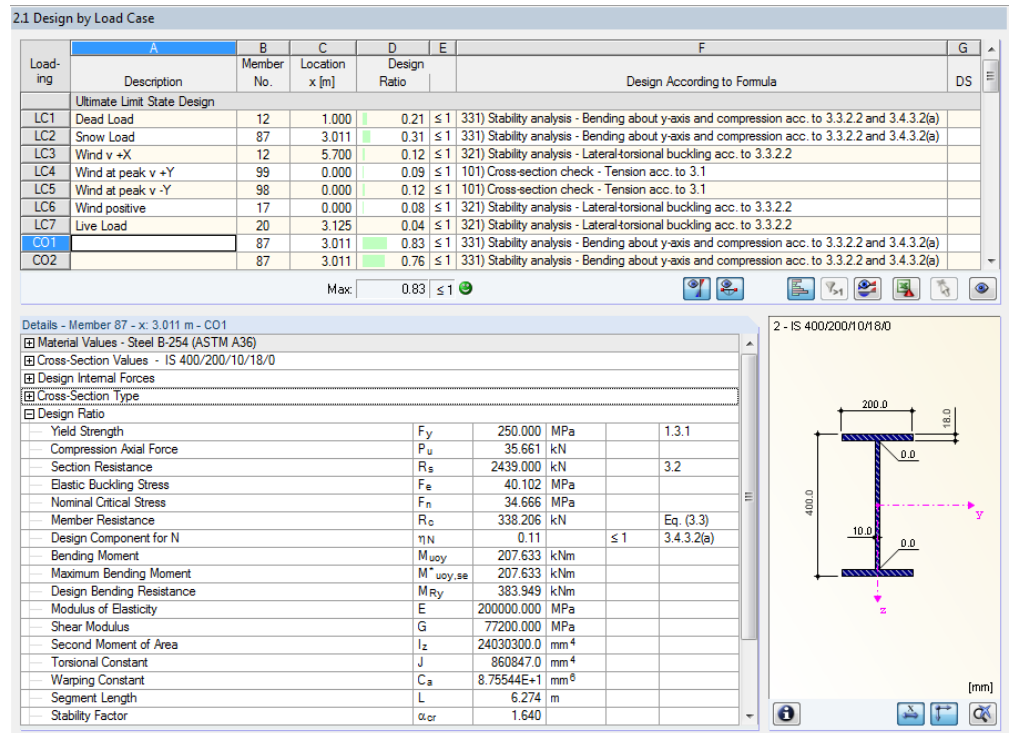 2.1 Design by Load Case
A B C D E F G
Load- Member Location Design
ing Description No. x [m] Ratio Design According to Formula DS
Ultimate Limit State Design
LC1 Dead Load 12 1.000 0.21 ≤ 1 331) Stability analysis - Bending about y-axis and compression acc. to 3.3.2.2 and 3.4.3.2(a)
LC2 Snow Load 87 3.011 0.31 ≤ 1 331) Stability analysis - Bending about y-axis and compression acc. to 3.3.2.2 and 3.4.3.2(a)
LC3 Wind v +X 12 5.700 0.12 ≤ 1 321) Stability analysis - Lateral-torsional buckling acc. to 3.3.2.2
LC4 Wind at peak v +Y 99 0.000 0.09 ≤ 1 101) Cross-section check - Tension acc. to 3.1
LC5 Wind at peak v -Y 98 0.000 0.12 ≤ 1 101) Cross-section check - Tension acc. to 3.1
LC6 Wind positive 17 0.000 0.08 ≤ 1 321) Stability analysis - Lateral-torsional buckling acc. to 3.3.2.2
LC7 Live Load 20 3.125 0.04 ≤ 1 321) Stability analysis - Lateral-torsional buckling acc. to 3.3.2.2
CO1 87 3.011 0.83 ≤ 1 331) Stability analysis - Bending about y-axis and compression acc. to 3.3.2.2 and 3.4.3.2(a)
CO2 87 3.011 0.76 ≤ 1 331) Stability analysis - Bending about y-axis and compression acc. to 3.3.2.2 and 3.4.3.2(a)
Max: 0.83 ≤ 1
Details - Member 87 - x: 3.011 m - CO1
Material Values - Steel B-254 (ASTM A36)
Cross-Section Values - IS 400/200/10/18/0
Design Internal Forces
Cross-Section Type
Design Ratio
Yield Strength Fy 250.000 MPa 1.3.1
Compression Axial Force Pu 35.661 kN
Section Resistance Rs 2439.000 kN 3.2
Elastic Buckling Stress Fe 40.102 MPa
Nominal Critical Stress Fn 34.666 MPa
Member Resistance Rc 338.206 kN Eq. (3.3)
Design Component for N ηN 0.11 ≤ 1 3.4.3.2(a)
Bending Moment Muoy 207.633 kNm
Maximum Bending Moment M*uoy,se 207.633 kNm
Design Bending Resistance MRy 383.949 kNm
Modulus of Elasticity E 200000.000 MPa
Shear Modulus G 77200.000 MPa
Second Moment of Area Iz 24030300.0 mm4
Torsional Constant J 860847.0 mm4
Warping Constant Ca 8.75544E+1 mm6
Segment Length L 6.274 m
Stability Factor αcr 1.640
2 - IS 400/200/10/18/0
200.0
18.0
0.0
400.0
y
10.0
0.0
z
[mm]